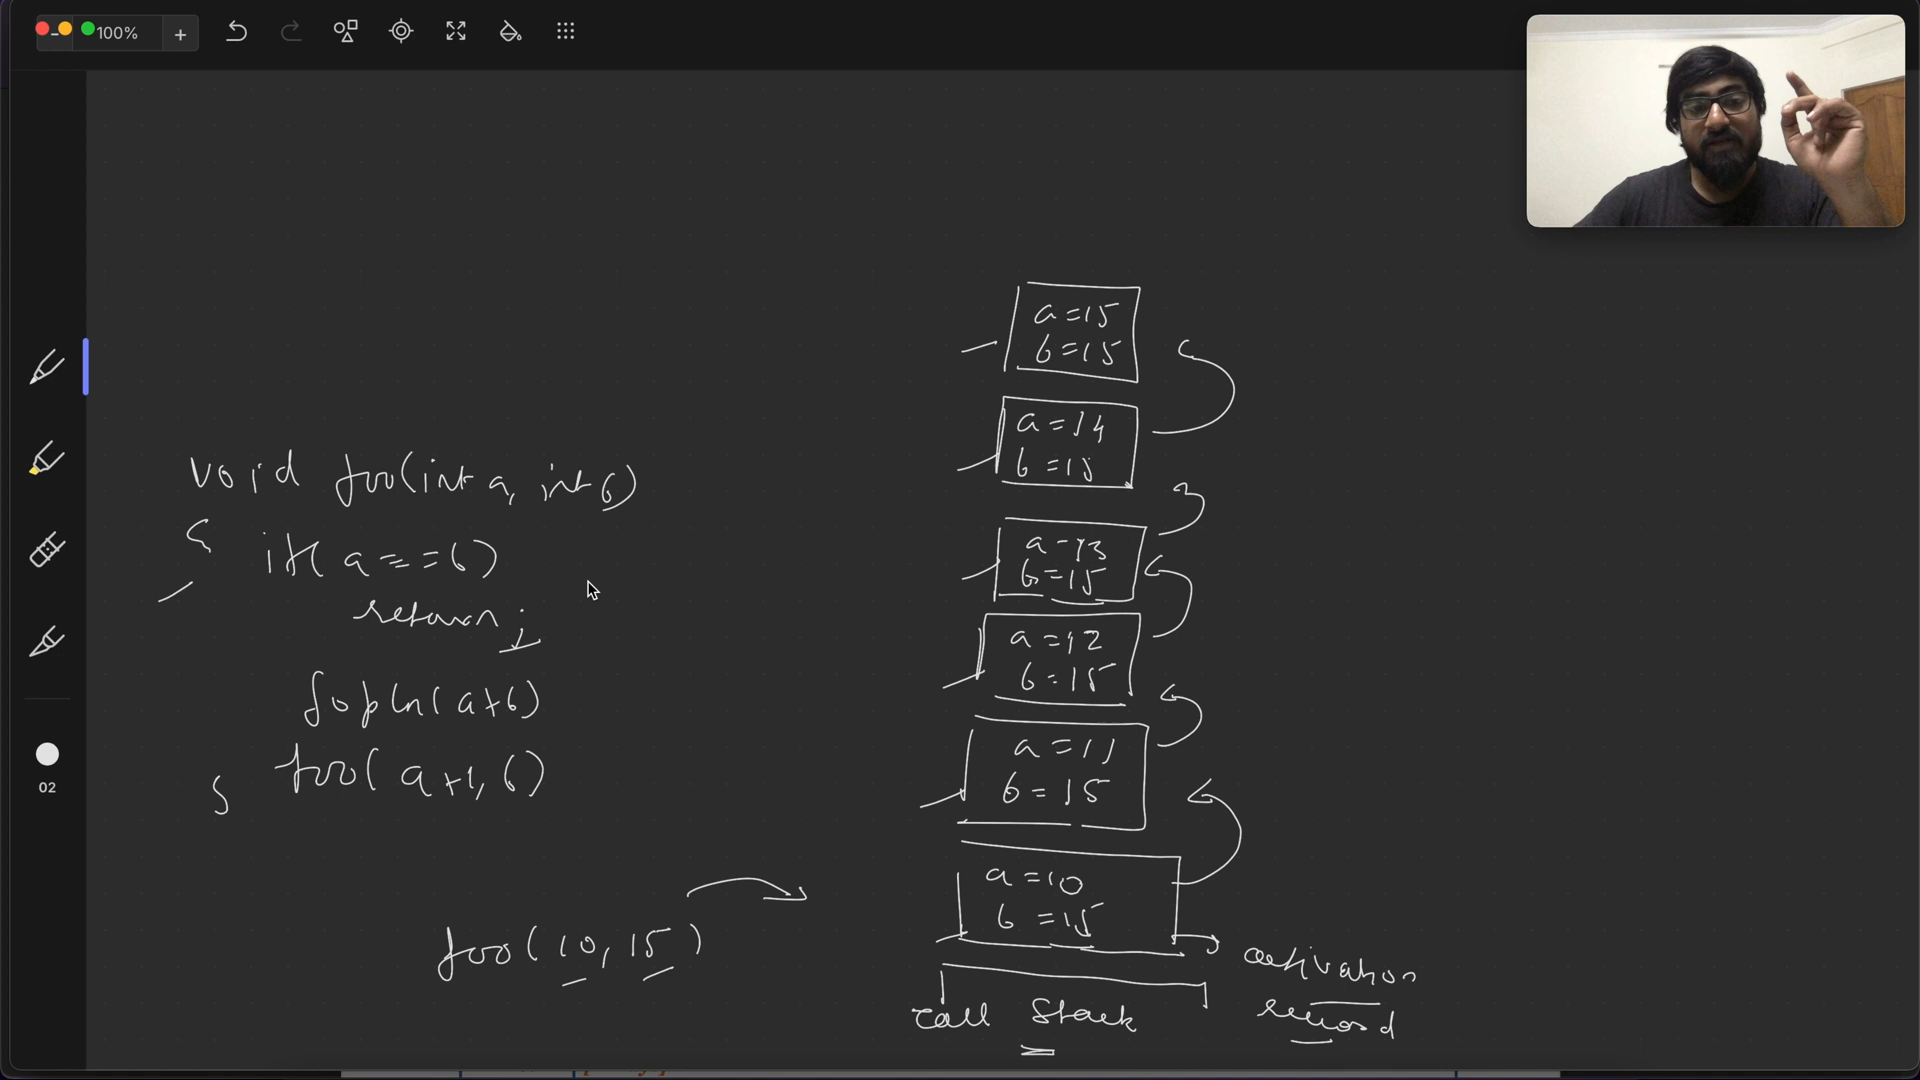 100%
+
void foo(int a, int b)
{
if( a == b)
return;
Sopln( a+b)
foo( a+1, b)
}
foo( 10, 15 )
a=15
b=15
a=14
b=15
a=13
b=15
a=12
b=15
a=11
b=15
a=10
b=15
call stack
activation
record
02